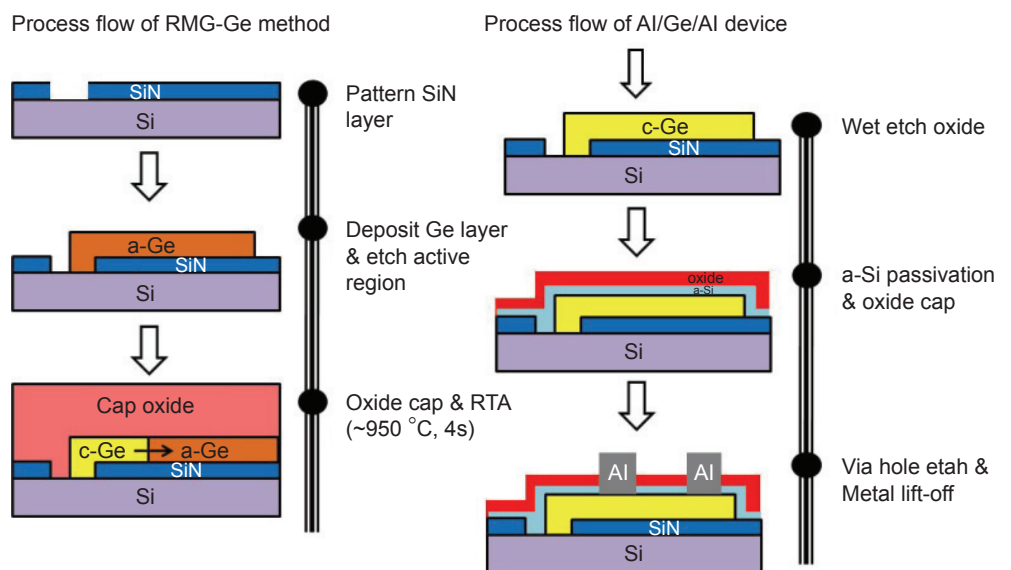 Process flow of RMG-Ge method
SiN
Si
Pattern SiN
layer
a-Ge
SiN
Si
Deposit Ge layer
& etch active
region
Cap oxide
c-Ge
a-Ge
SiN
Si
Oxide cap & RTA
(~950 °C, 4s)
Process flow of Al/Ge/Al device
c-Ge
SiN
Si
Wet etch oxide
oxide
a-Si
Si
a-Si passivation
& oxide cap
Al
Al
SiN
Si
Via hole etah &
Metal lift-off